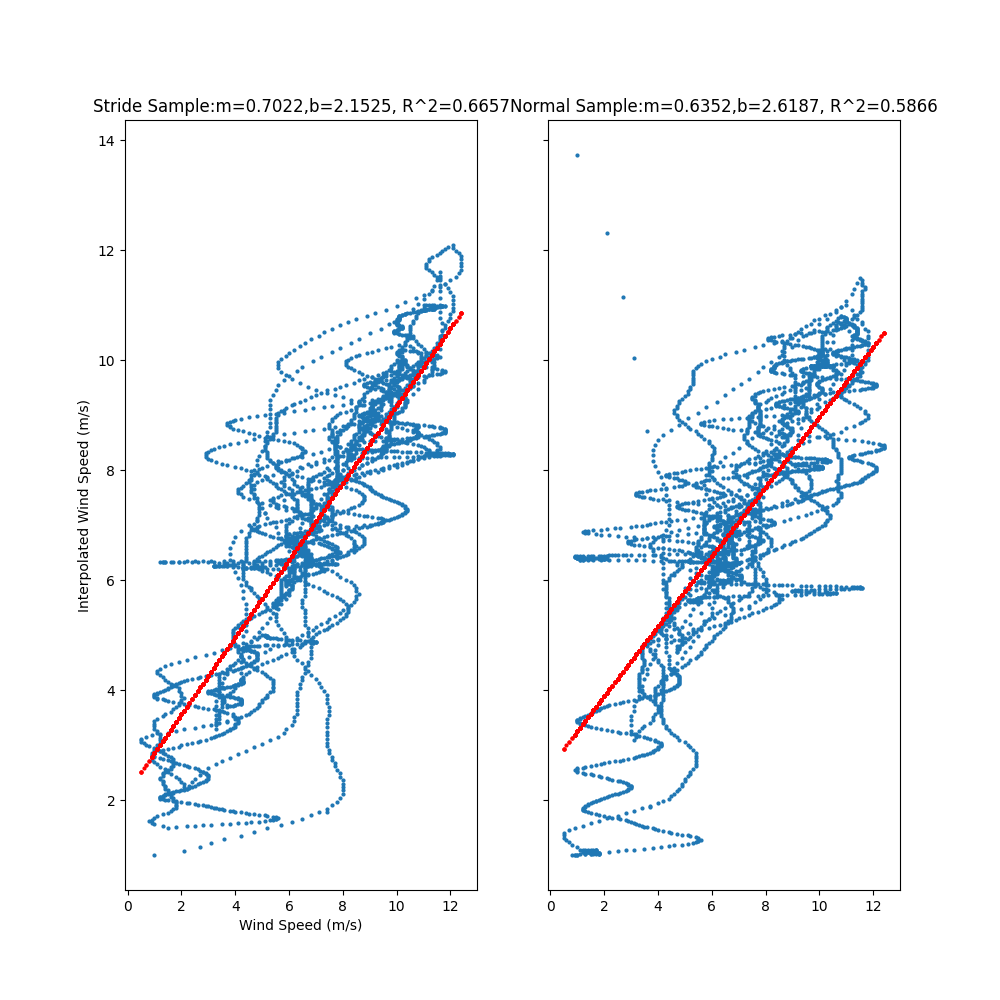 Stride Sample:m=0.7022,b=2.1525, R^2=0.6657
Normal Sample:m=0.6352,b=2.6187, R^2=0.5866
14
12
10
8
6
4
2
Interpolated Wind Speed (m/s)
0 2 4 6 8 10 12
0 2 4 6 8 10 12
Wind Speed (m/s)